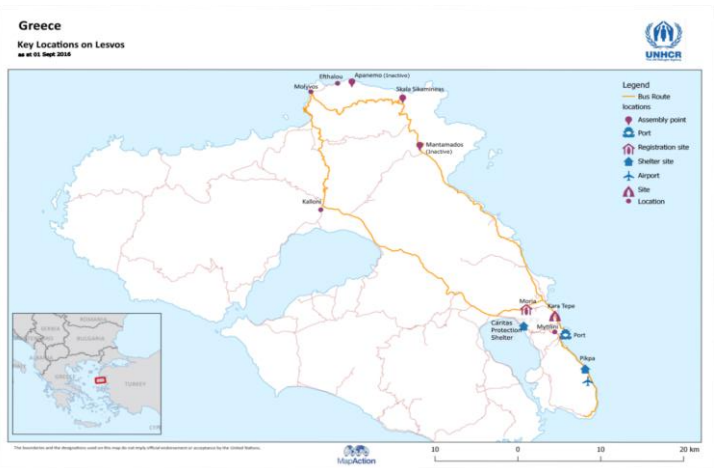 Greece
Key Locations on Lesvos
as at 01 Sept 2016
UNHCR
Legend
Bus Route
locations
Assembly point
Port
Registration site
Shelter site
Airport
Site
Location
Efthalou
Apanemo (Inactive)
Molyvos
Skala Sikaminias
Mantamados
(Inactive)
Kalloni
Moria
Kara Tepe
Caritas
Protection
Shelter
Mytilini
Port
Pikpa
ROMANIA
SERBIA
BULGARIA
GREECE
TURKEY
The boundaries and the designations used on this map do not imply official endorsement or acceptance by the United Nations.
MapAction
10 0 10 20 km